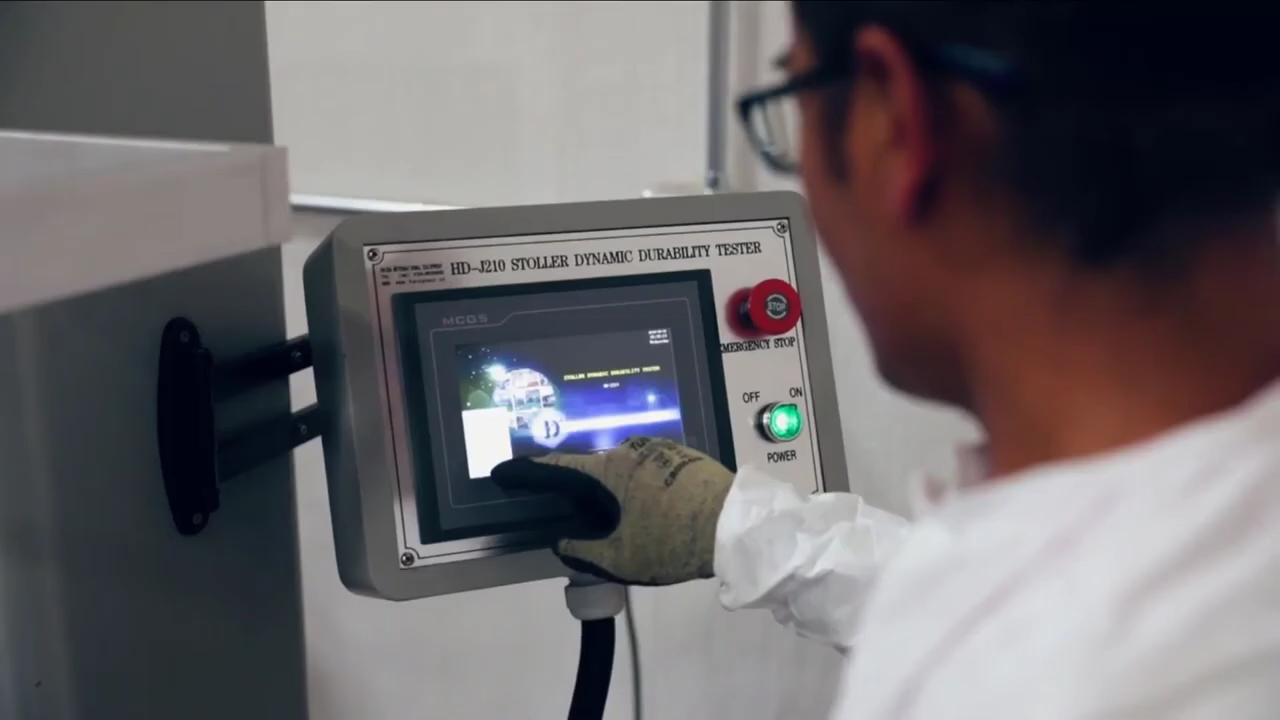 HD-J210 STOLLER DYNAMIC DURABILITY TESTER
MCGS
STOLLER DYNAMIC DURABILITY TESTER
STOP
EMERGENCY STOP
OFF ON
POWER